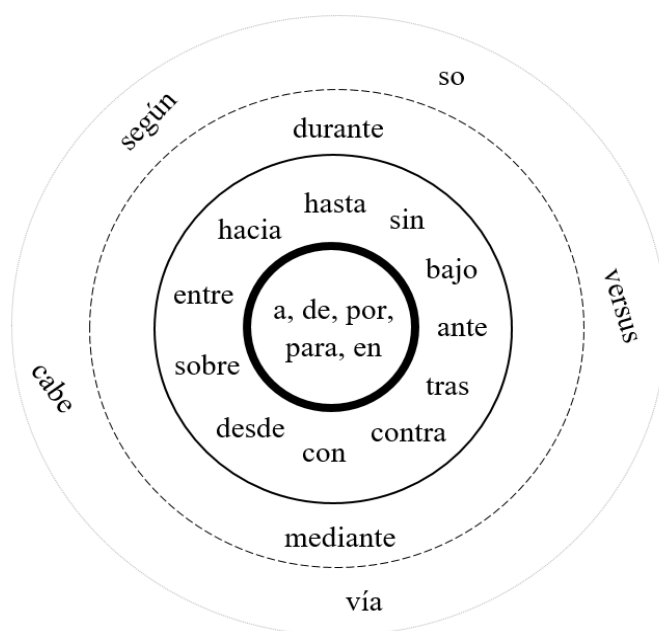 so
según
durante
hasta
sin
hacia
bajo
entre
versus
a, de, por,
para, en
ante
sobre
tras
cabe
desde
contra
con
mediante
vía